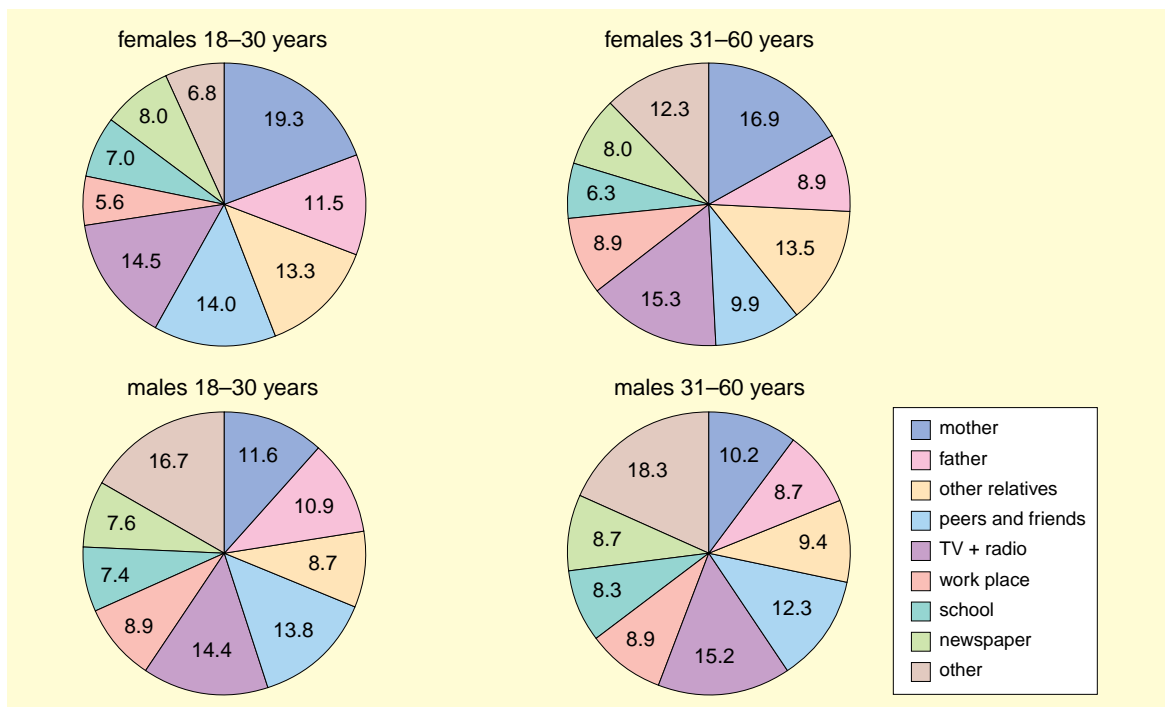 females 18–30 years
19.3
11.5
13.3
14.0
14.5
5.6
7.0
8.0
6.8
females 31–60 years
16.9
8.9
13.5
9.9
15.3
8.9
6.3
8.0
12.3
males 18–30 years
11.6
10.9
8.7
13.8
14.4
8.9
7.4
7.6
16.7
males 31–60 years
10.2
8.7
9.4
12.3
15.2
8.9
8.3
8.7
18.3
mother
father
other relatives
peers and friends
TV + radio
work place
school
newspaper
other